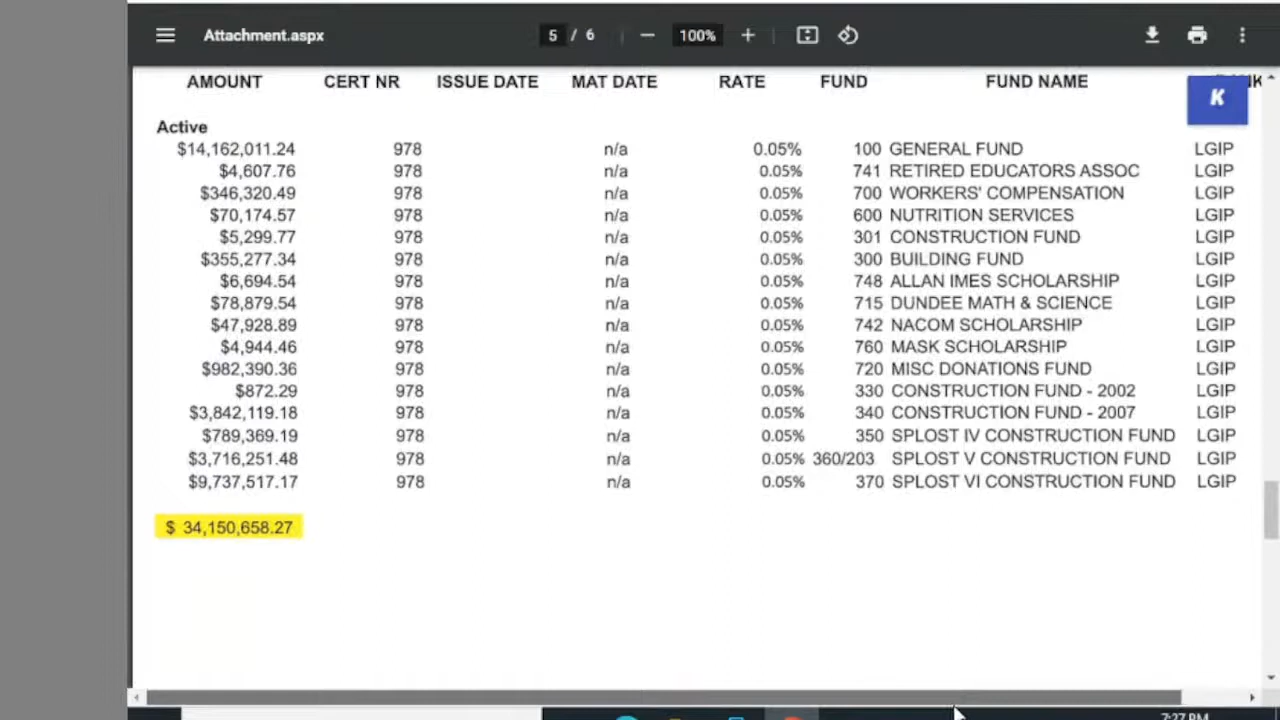 Attachment.aspx 5 / 6 100%
AMOUNT CERT NR ISSUE DATE MAT DATE RATE FUND FUND NAME
K
Active
$14,162,011.24 978 n/a 0.05% 100 GENERAL FUND LGIP
$4,607.76 978 n/a 0.05% 741 RETIRED EDUCATORS ASSOC LGIP
$346,320.49 978 n/a 0.05% 700 WORKERS' COMPENSATION LGIP
$70,174.57 978 n/a 0.05% 600 NUTRITION SERVICES LGIP
$5,299.77 978 n/a 0.05% 301 CONSTRUCTION FUND LGIP
$355,277.34 978 n/a 0.05% 300 BUILDING FUND LGIP
$6,694.54 978 n/a 0.05% 748 ALLAN IMES SCHOLARSHIP LGIP
$78,879.54 978 n/a 0.05% 715 DUNDEE MATH & SCIENCE LGIP
$47,928.89 978 n/a 0.05% 742 NACOM SCHOLARSHIP LGIP
$4,944.46 978 n/a 0.05% 760 MASK SCHOLARSHIP LGIP
$982,390.36 978 n/a 0.05% 720 MISC DONATIONS FUND LGIP
$872.29 978 n/a 0.05% 330 CONSTRUCTION FUND - 2002 LGIP
$3,842,119.18 978 n/a 0.05% 340 CONSTRUCTION FUND - 2007 LGIP
$789,369.19 978 n/a 0.05% 350 SPLOST IV CONSTRUCTION FUND LGIP
$3,716,251.48 978 n/a 0.05% 360/203 SPLOST V CONSTRUCTION FUND LGIP
$9,737,517.17 978 n/a 0.05% 370 SPLOST VI CONSTRUCTION FUND LGIP
$ 34,150,658.27
7:27 PM